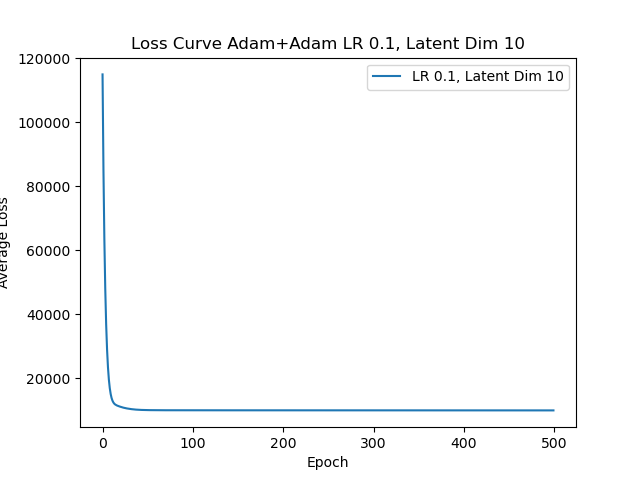 Loss Curve Adam+Adam LR 0.1, Latent Dim 10
LR 0.1, Latent Dim 10
120000
100000
80000
60000
40000
20000
Average Loss
0 100 200 300 400 500
Epoch